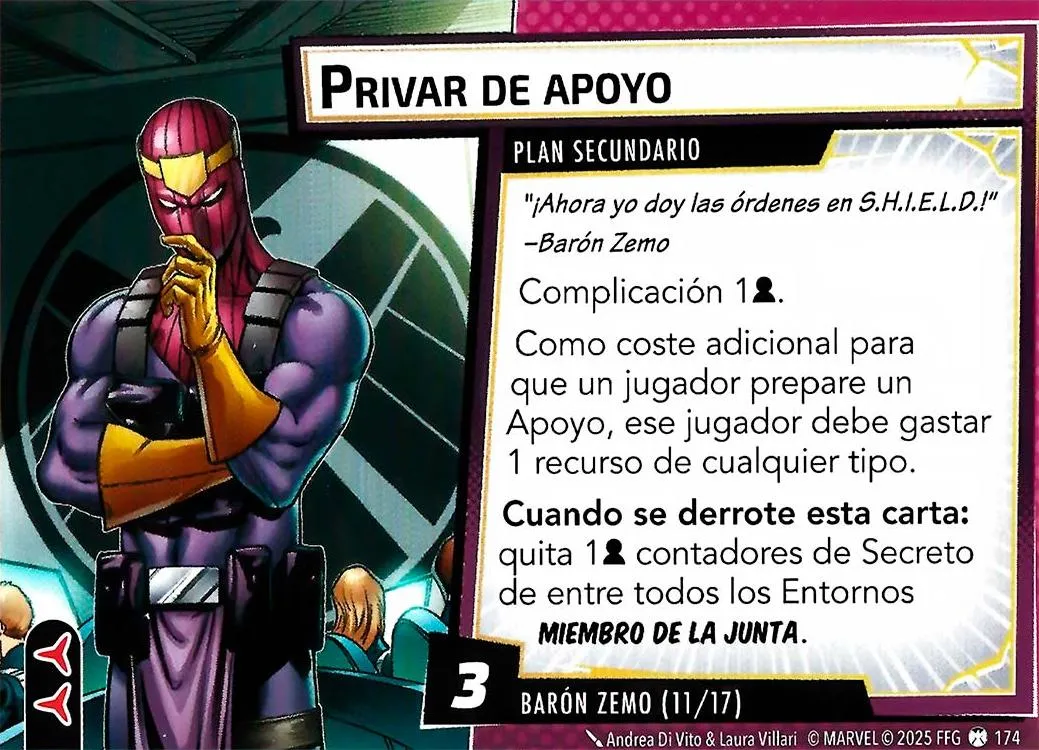 PRIVAR DE APOYO
PLAN SECUNDARIO
"¡Ahora yo doy las órdenes en S.H.I.E.L.D.!"
–Barón Zemo
Complicación 1.
Como coste adicional para
que un jugador prepare un
Apoyo, ese jugador debe gastar
1 recurso de cualquier tipo.
Cuando se derrote esta carta:
quita 1 contadores de Secreto
de entre todos los Entornos
MIEMBRO DE LA JUNTA.
3
BARÓN ZEMO (11/17)
Andrea Di Vito & Laura Villari © MARVEL © 2025 FFG 174